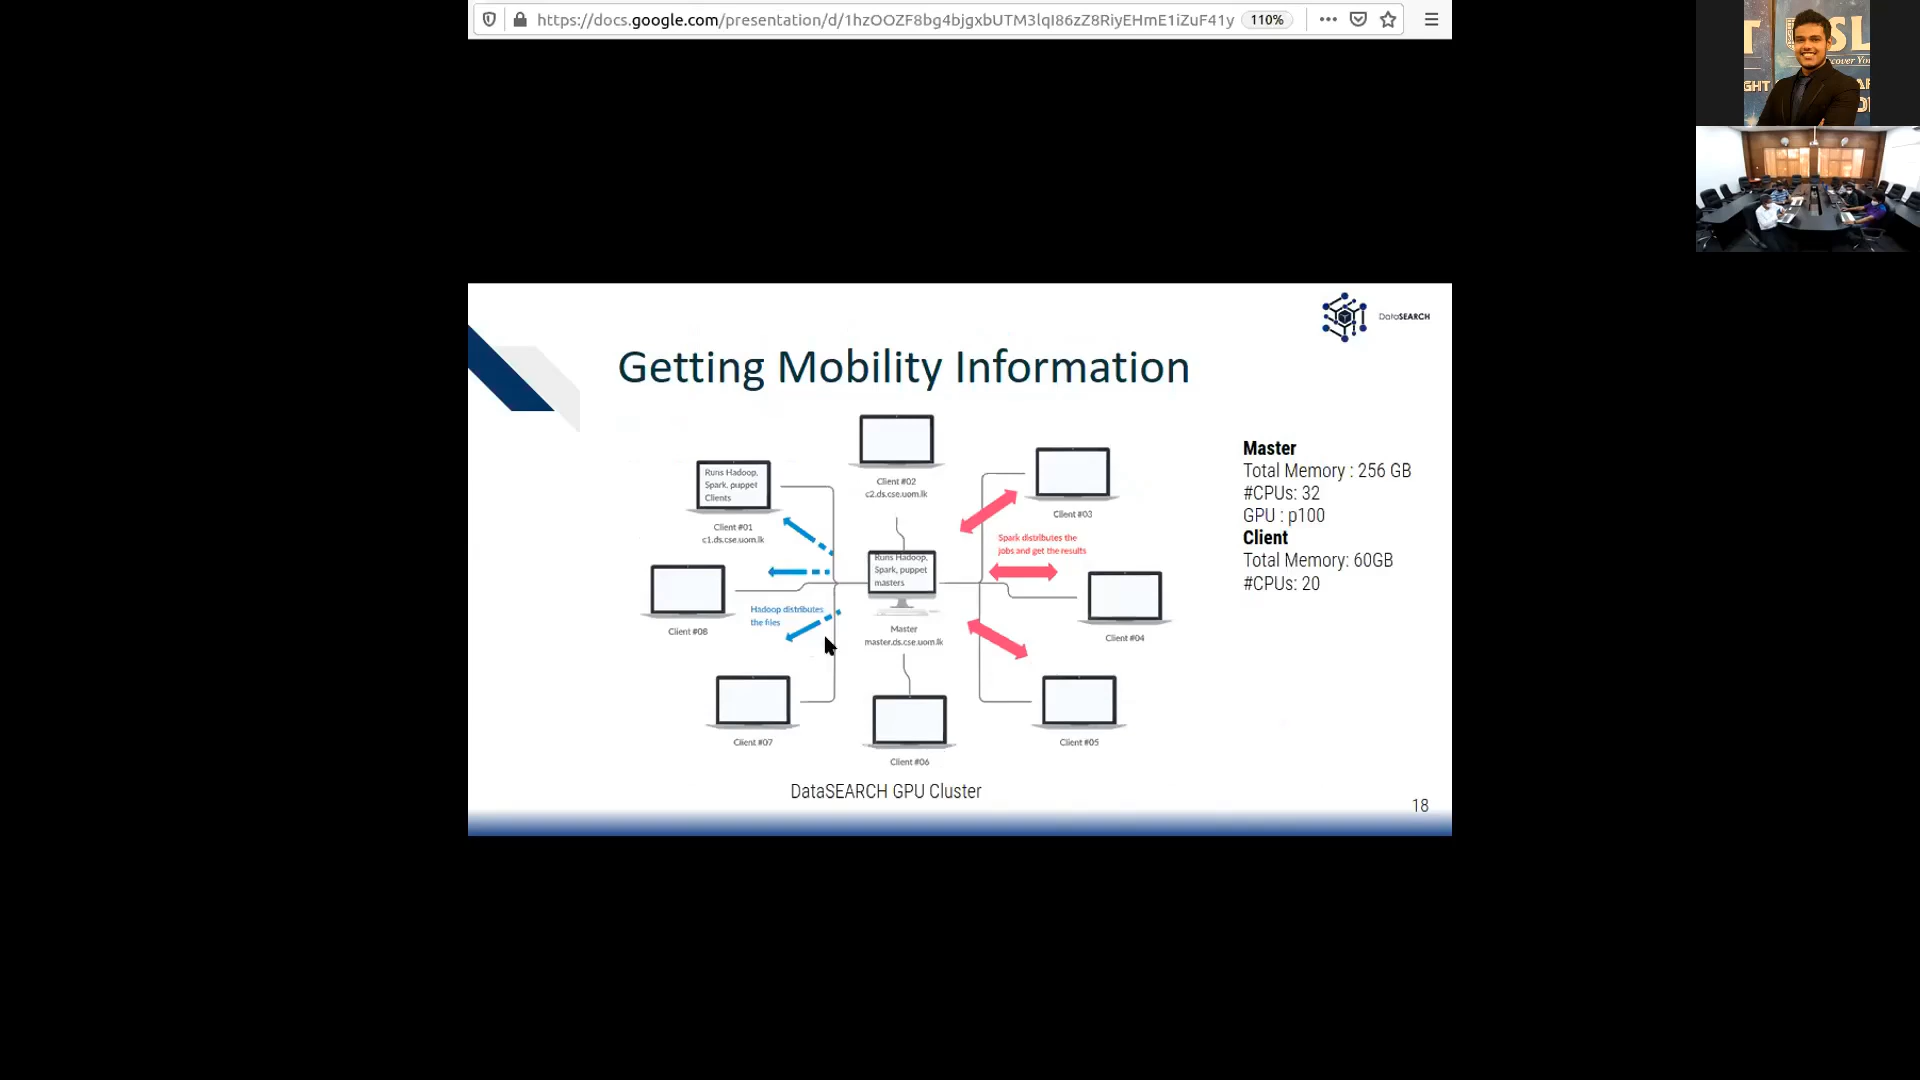 https://docs.google.com/presentation/d/1hzOOZF8bg4bjgxbUTM3lqI86zZ8RiyEHmE1iZuF41y
110%
DataSEARCH
Getting Mobility Information
Runs Hadoop,
Spark, puppet
Clients
Client #01
c1.ds.cse.uom.lk
Client #02
c2.ds.cse.uom.lk
Client #03
Spark distributes the
jobs and get the results
Runs Hadoop,
Spark, puppet
masters
Master
master.ds.cse.uom.lk
Client #08
Hadoop distributes
the files
Client #04
Client #07
Client #06
Client #05
DataSEARCH GPU Cluster
Master
Total Memory : 256 GB
#CPUs: 32
GPU : p100
Client
Total Memory: 60GB
#CPUs: 20
18